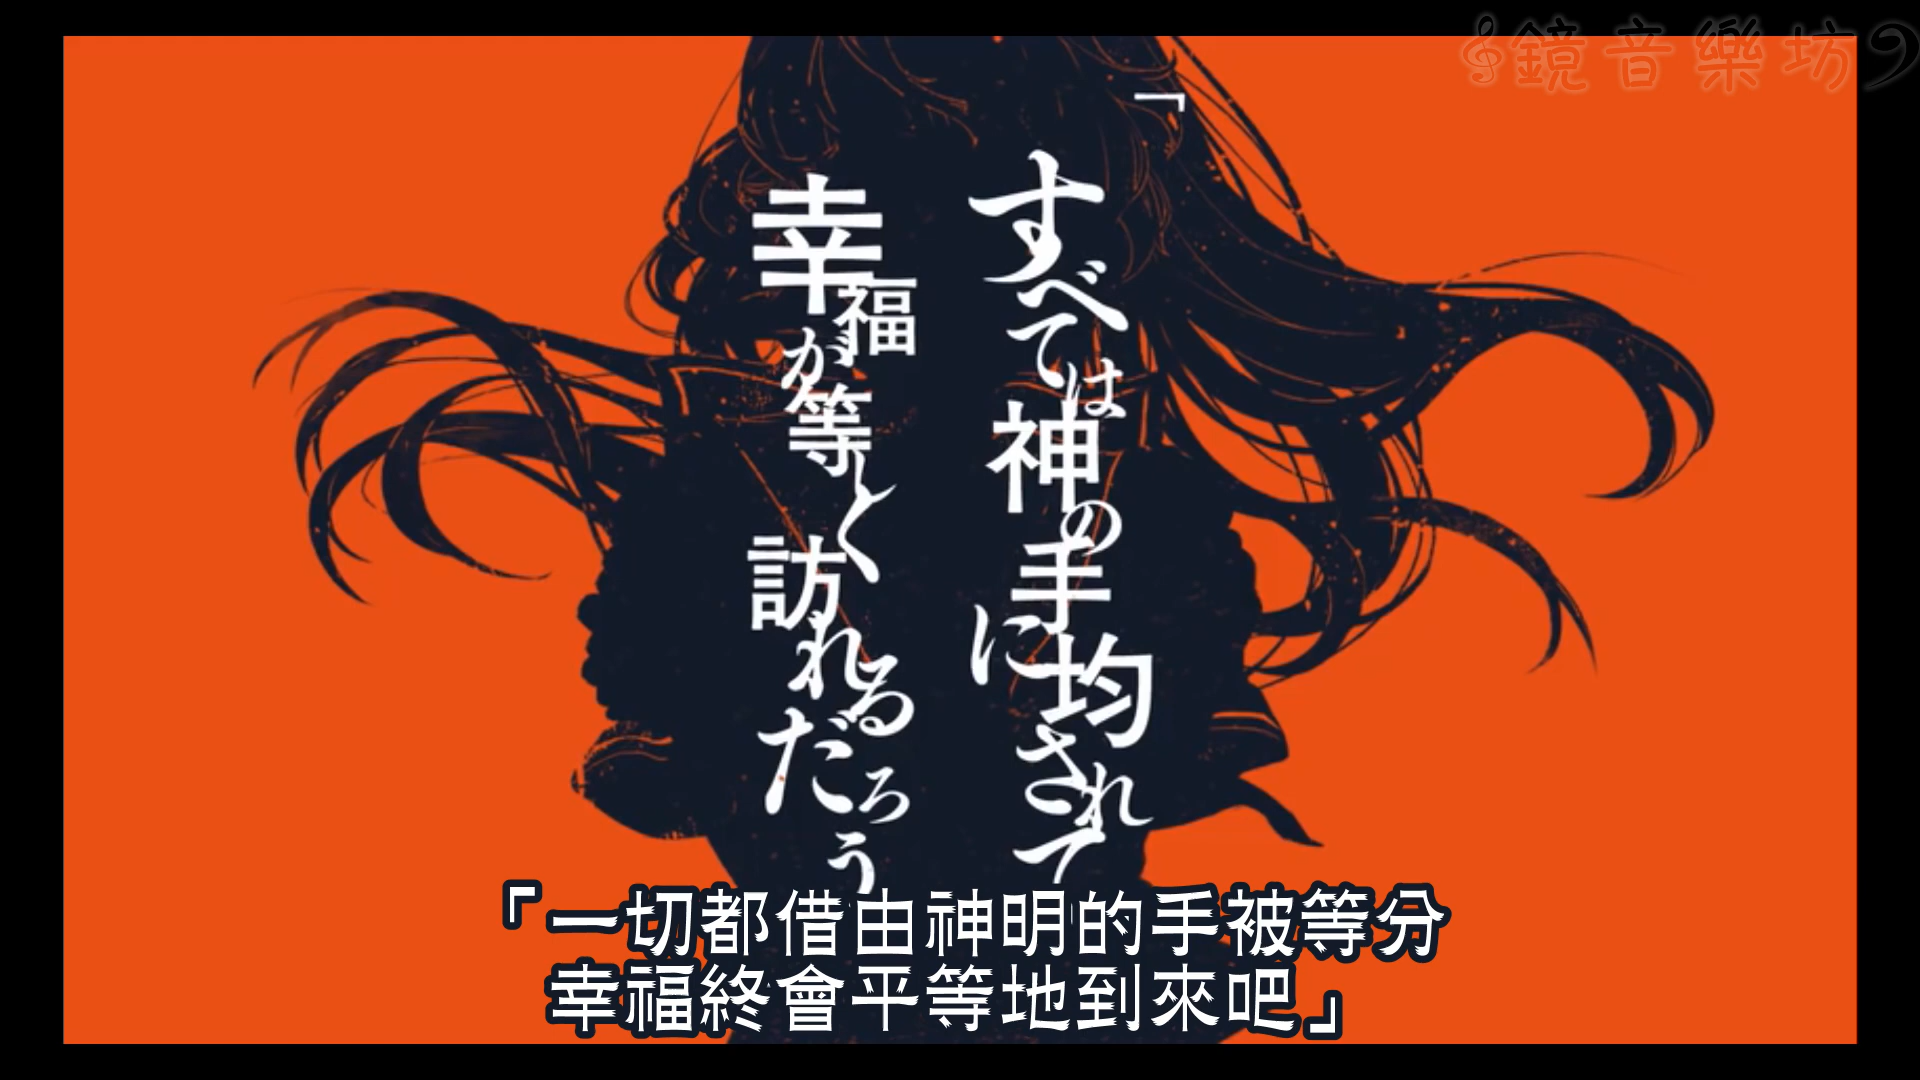 鏡音樂坊
「すべては神の手に均されて
幸福が等しく訪れるだろう
「一切都借由神明的手被等分
幸福終會平等地到來吧」